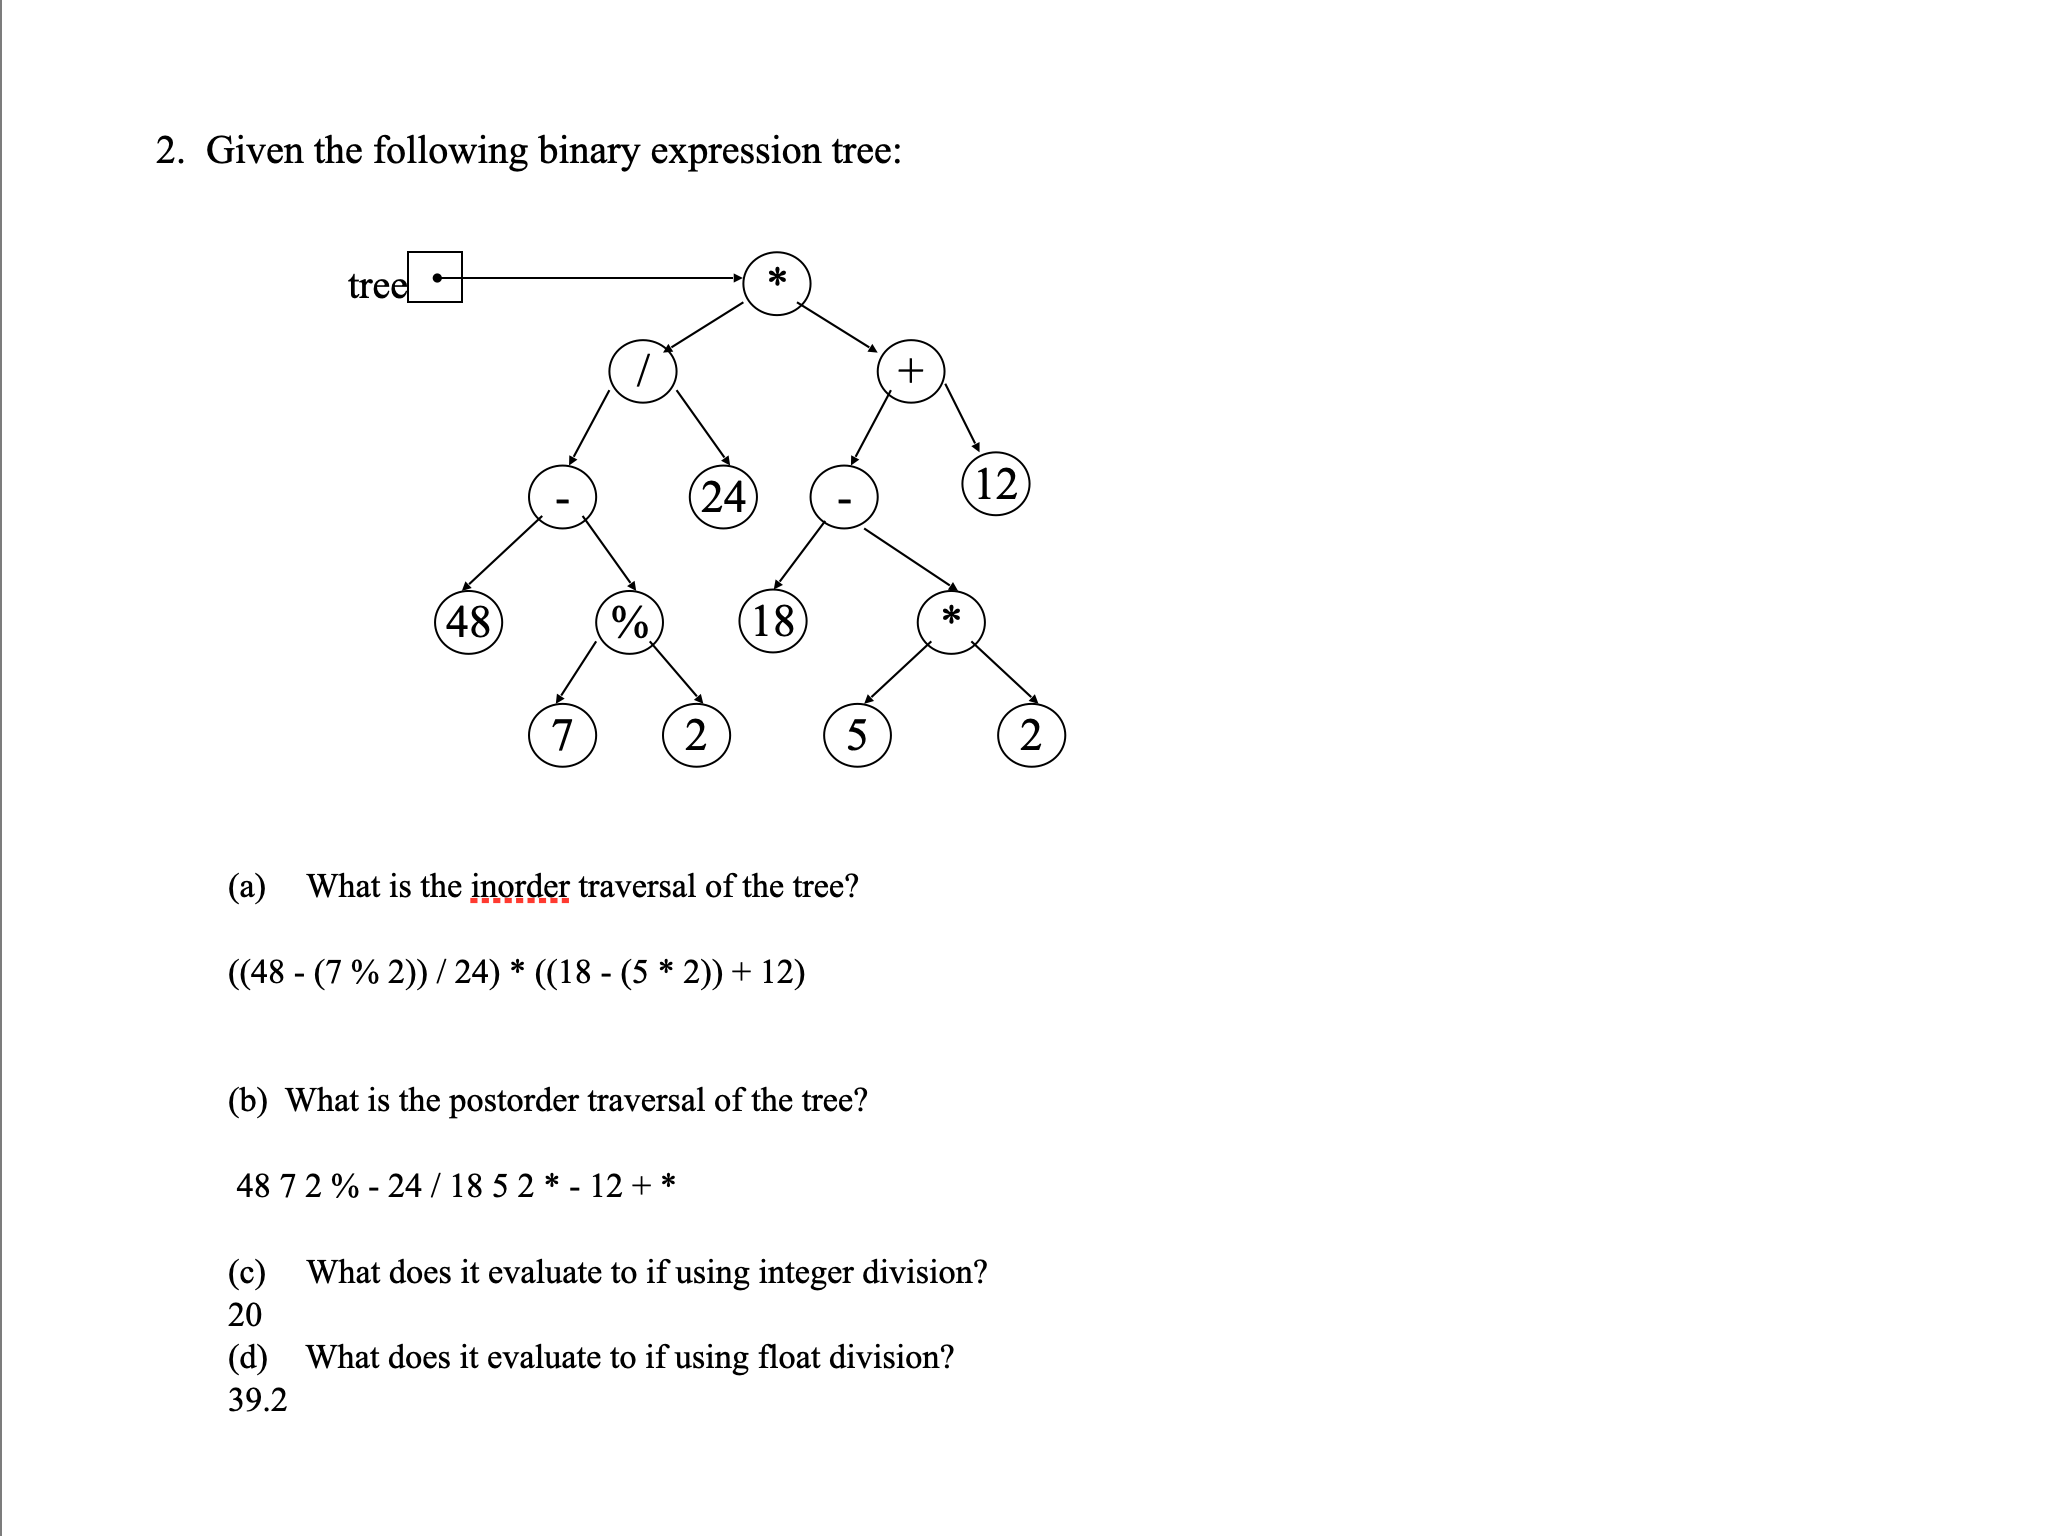 2. Given the following binary expression tree:
tree *
/ +
- 24 - 12
48 % 18 *
7 2 5 2
(a) What is the inorder traversal of the tree?
((48 - (7 % 2)) / 24) * ((18 - (5 * 2)) + 12)
(b) What is the postorder traversal of the tree?
48 7 2 % - 24 / 18 5 2 * - 12 + *
(c) What does it evaluate to if using integer division?
20
(d) What does it evaluate to if using float division?
39.2